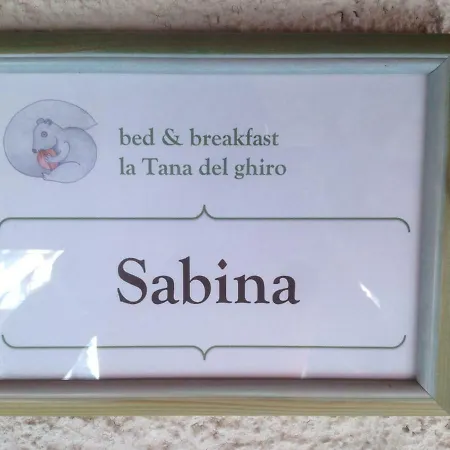 bed & breakfast
la Tana del ghiro
Sabina